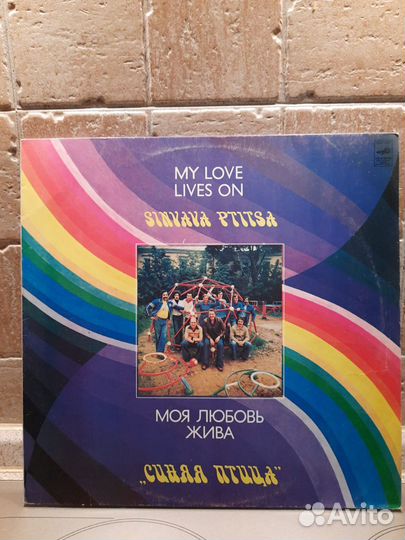 MY LOVE
LIVES ON
SINYAYA PTITSA
МОЯ ЛЮБОВЬ
ЖИВА
„СИНЯЯ ПТИЦА"
Avito